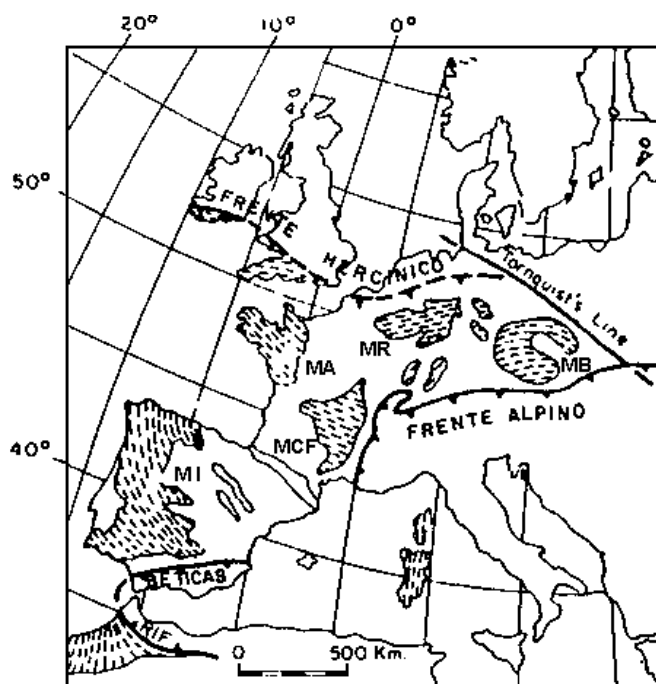 20°
10°
0°
50°
FRENTE
HERCINICO
Tornquist's Line
MA
MR
MB
MCF
FRENTE ALPINO
40°
MI
BETICAS
RIF
0 500 Km.